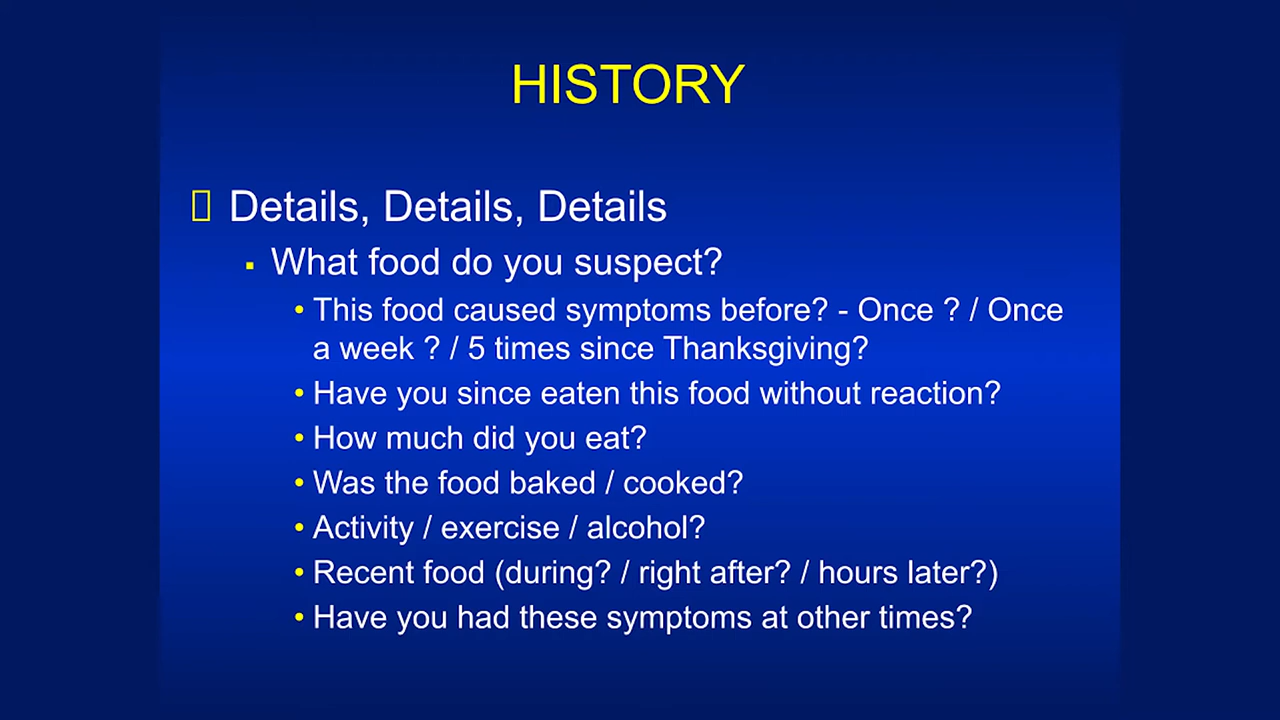 HISTORY
Details, Details, Details
What food do you suspect?
This food caused symptoms before? - Once ? / Once
a week ? / 5 times since Thanksgiving?
Have you since eaten this food without reaction?
How much did you eat?
Was the food baked / cooked?
Activity / exercise / alcohol?
Recent food (during? / right after? / hours later?)
Have you had these symptoms at other times?